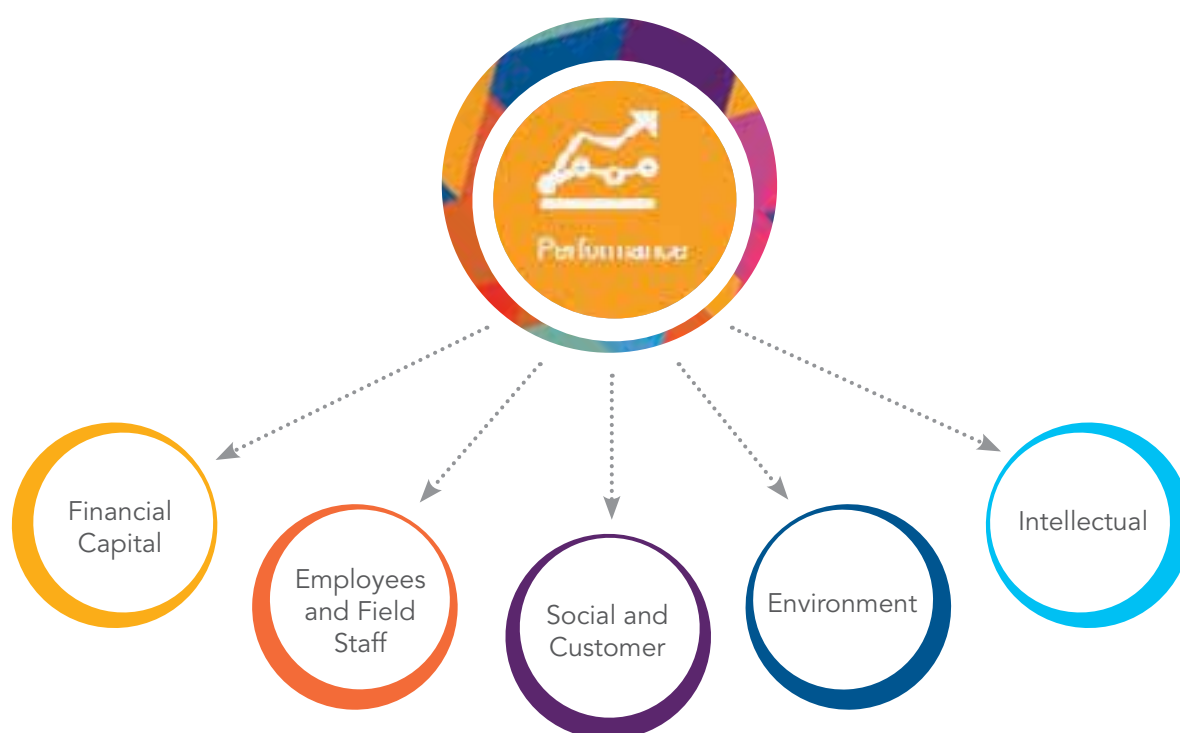 Performance
Financial
Capital
Employees
and Field
Staff
Social and
Customer
Environment
Intellectual